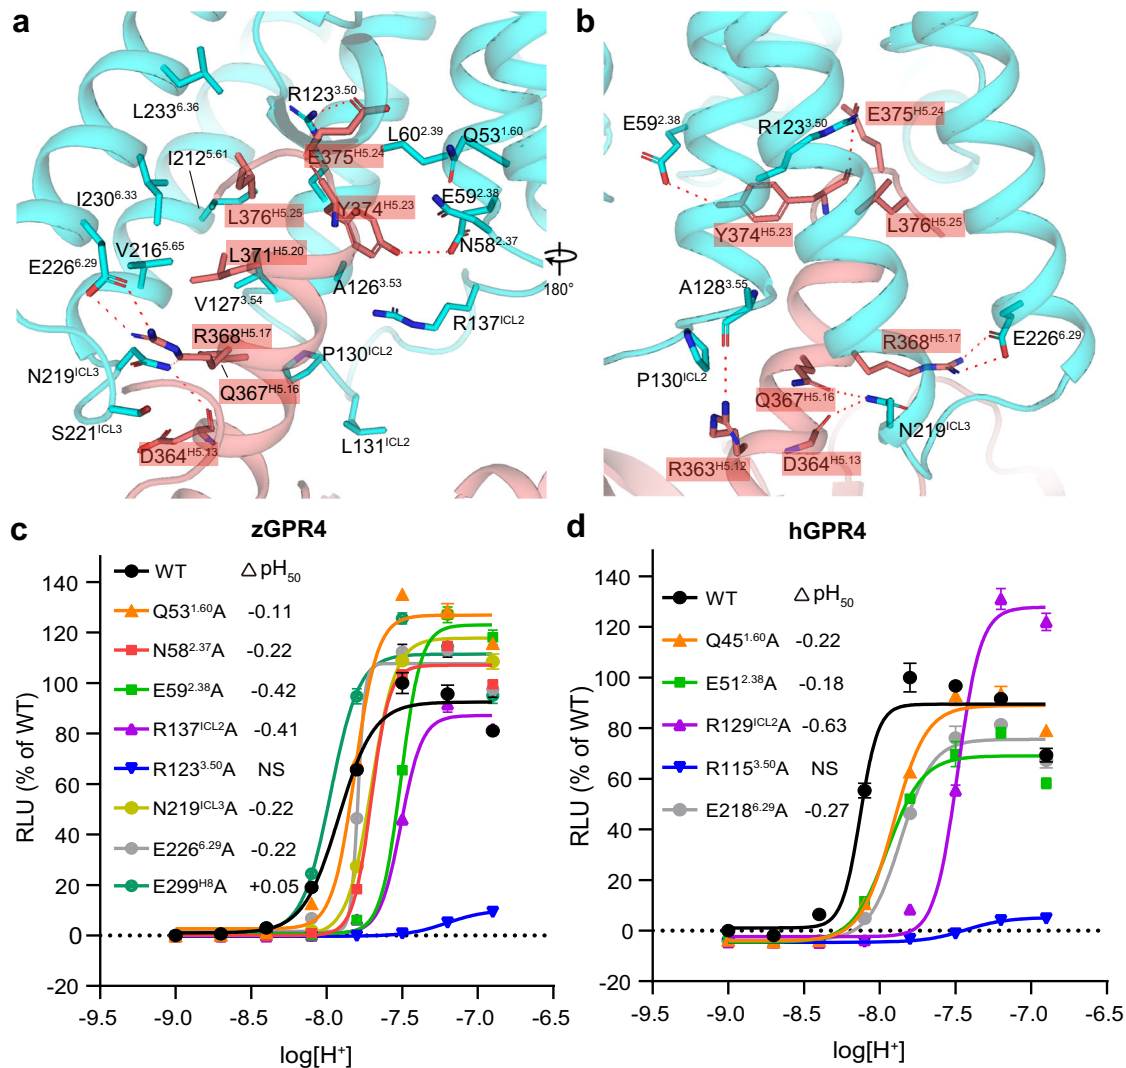 a
R123^3.50
L233^6.36
L60^2.39
Q53^1.60
I212^5.61
E375^H5.24
E59^2.38
I230^6.33
Y374^H5.23
L376^H5.25
N58^2.37
V216^5.65
L371^H5.20
E226^6.29
A126^3.53
180°
V127^3.54
R137^ICL2
R368^H5.17
P130^ICL2
N219^ICL3
Q367^H5.16
S221^ICL3
L131^ICL2
D364^H5.13
b
E375^H5.24
E59^2.38
R123^3.50
L376^H5.25
Y374^H5.23
A128^3.55
R368^H5.17
E226^6.29
P130^ICL2
Q367^H5.16
N219^ICL3
R363^H5.12
D364^H5.13
c
zGPR4
WT △ pH₅₀
Q53^1.60A -0.11
N58^2.37A -0.22
E59^2.38A -0.42
R137^ICL2A -0.41
R123^3.50A NS
N219^ICL3A -0.22
E226^6.29A -0.22
E299^H8A +0.05
RLU (% of WT)
140
120
100
80
60
40
20
0
-20
-9.5 -9.0 -8.5 -8.0 -7.5 -7.0 -6.5
log[H⁺]
d
hGPR4
WT △ pH₅₀
Q45^1.60A -0.22
E51^2.38A -0.18
R129^ICL2A -0.63
R115^3.50A NS
E218^6.29A -0.27
RLU (% of WT)
140
120
100
80
60
40
20
0
-20
-9.5 -9.0 -8.5 -8.0 -7.5 -7.0 -6.5
log[H⁺]